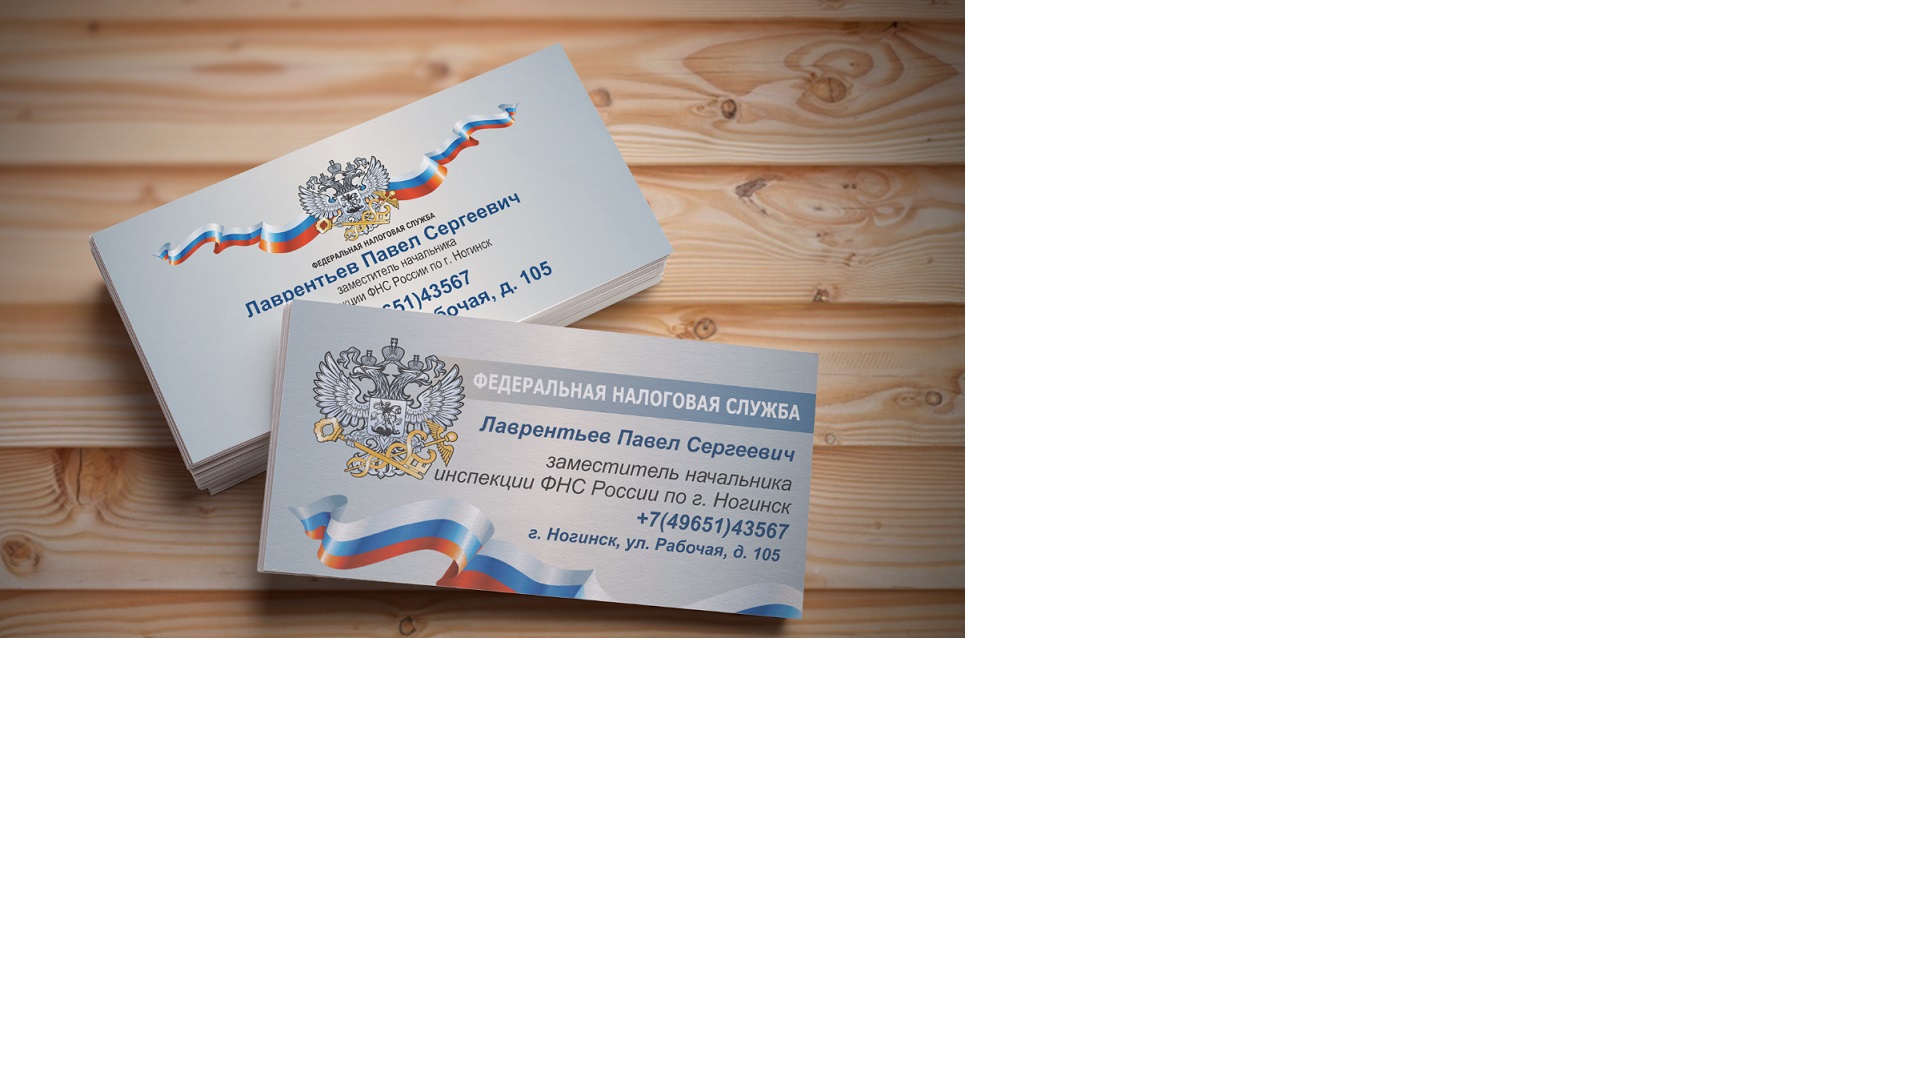 ФЕДЕРАЛЬНАЯ НАЛОГОВАЯ СЛУЖБА
Лаврентьев Павел Сергеевич
заместитель начальника
ФНС России по г. Ногинск
651)43567
д. 105
ФЕДЕРАЛЬНАЯ НАЛОГОВАЯ СЛУЖБА
Лаврентьев Павел Сергеевич
заместитель начальника
инспекции ФНС России по г. Ногинск
+7(49651)43567
г. Ногинск, ул. Рабочая, д. 105